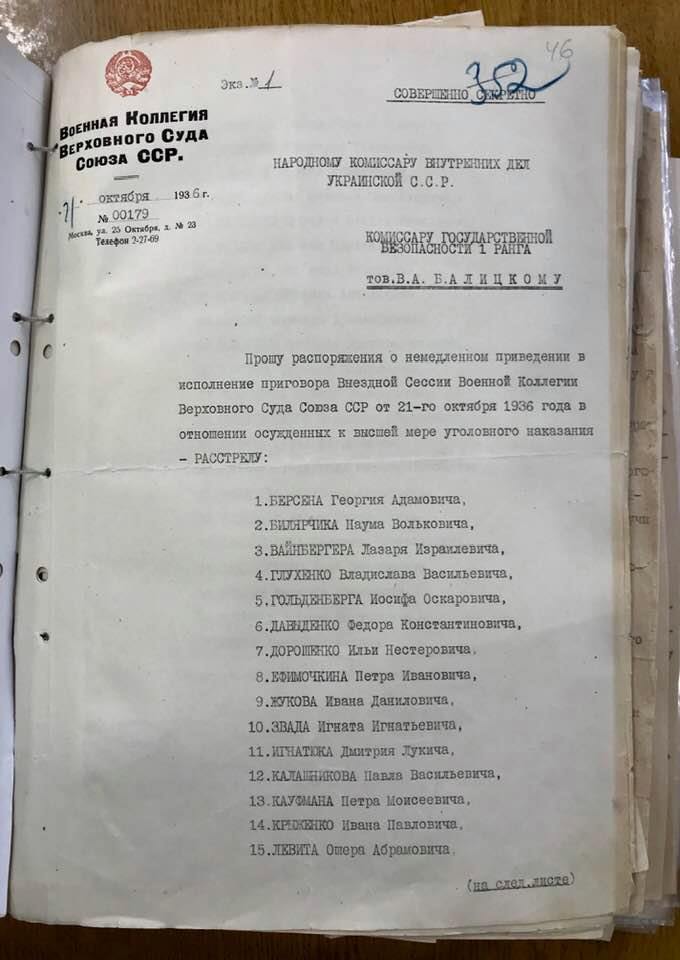 46
352
Экз.№ 1
СОВЕРШЕННО СЕКРЕТНО
ВОЕННАЯ КОЛЛЕГИЯ
ВЕРХОВНОГО СУДА
СОЮЗА ССР.
"21" октября 1936 г.
№ 00179
Москва, ул. 25 Октября, д. № 23
Телефон 2-27-69
НАРОДНОМУ КОМИССАРУ ВНУТРЕННИХ ДЕЛ
УКРАИНСКОЙ С.С.Р.
КОМИССАРУ ГОСУДАРСТВЕННОЙ
БЕЗОПАСНОСТИ 1 РАНГА
тов.В.А. БАЛИЦКОМУ
Прошу распоряжения о немедленном приведении в
исполнение приговора Выездной Сессии Военной Коллегии
Верховного Суда Союза ССР от 21-го октября 1936 года в
отношении осужденных к высшей мере уголовного наказания
- РАССТРЕЛУ:
1.БЕРСЕНА Георгия Адамовича,
2.БИЛЯРЧИКА Наума Вольковича,
3.ВАЙНБЕРГЕРА Лазаря Израилевича,
4.ГЛУХЕНКО Владислава Васильевича,
5.ГОЛЬДЕНБЕРГА Иосифа Оскаровича,
6.ДАВЫДЕНКО Федора Константиновича,
7.ДОРОШЕНКО Ильи Нестеровича,
8.ЕФИМОЧКИНА Петра Ивановича,
9.ЖУКОВА Ивана Даниловича,
10.ЗВАДА Игната Игнатьевича,
11.ИГНАТЮКА Дмитрия Лукича,
12.КАЛАШНИКОВА Павла Васильевича,
13.КАУФМАНА Петра Моисеевича,
14.КРЫЖЕНКО Ивана Павловича,
15.ЛЕВИТА Ошера Абрамовича.
(на след.листе)